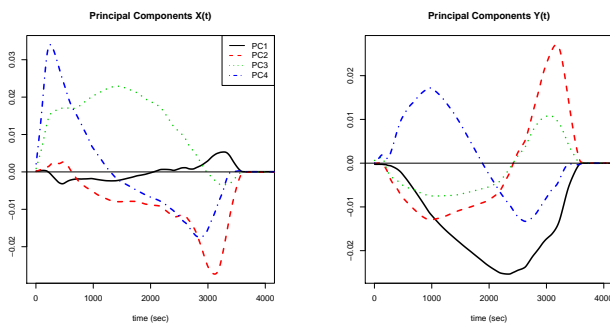 Principal Components X(t)
PC1
PC2
PC3
PC4
0.03
0.02
0.01
0.00
−0.01
−0.02
0 1000 2000 3000 4000
time (sec)
Principal Components Y(t)
0.02
0.01
0.00
−0.01
−0.02
0 1000 2000 3000 4000
time (sec)